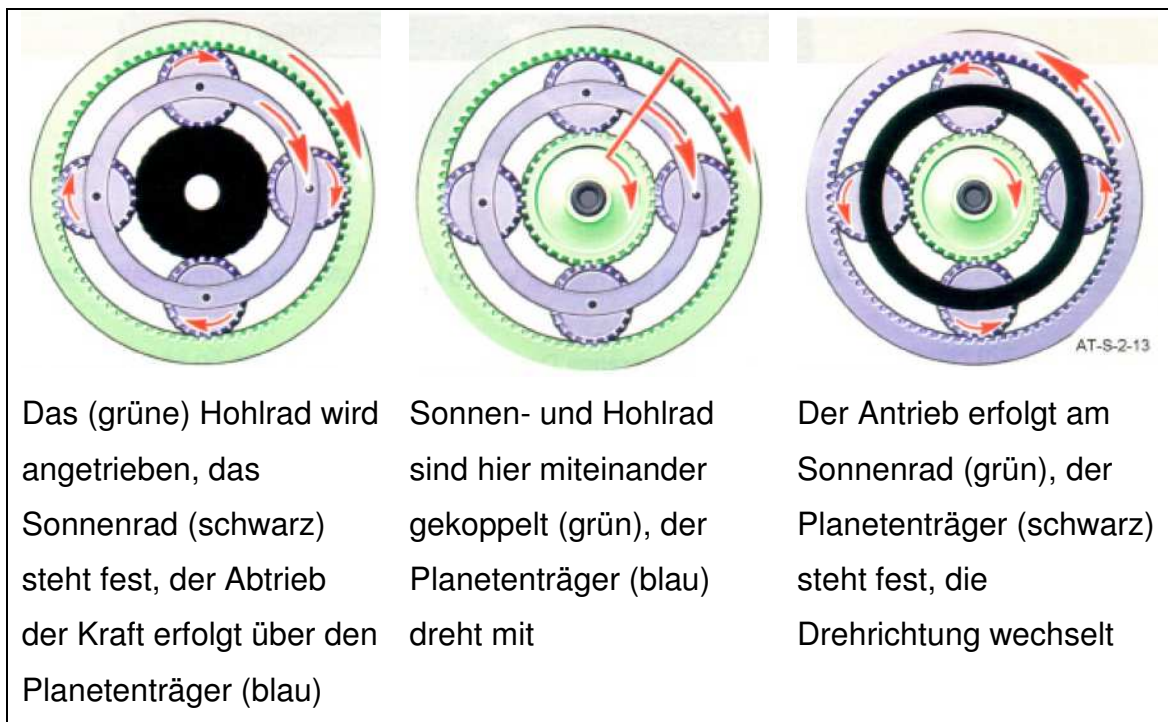 AT-S-2-13
Das (grüne) Hohlrad wird
angetrieben, das
Sonnenrad (schwarz)
steht fest, der Abtrieb
der Kraft erfolgt über den
Planetenträger (blau)
Sonnen- und Hohlrad
sind hier miteinander
gekoppelt (grün), der
Planetenträger (blau)
dreht mit
Der Antrieb erfolgt am
Sonnenrad (grün), der
Planetenträger (schwarz)
steht fest, die
Drehrichtung wechselt